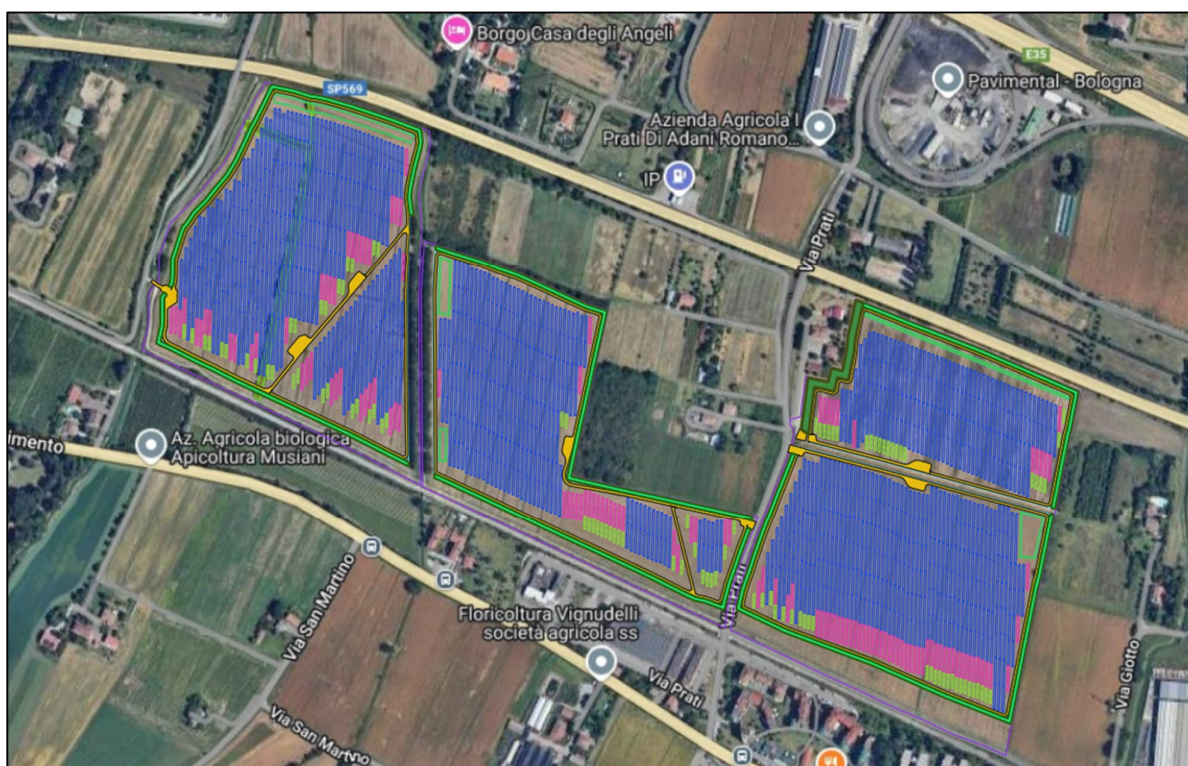 Borgo Casa degli Angeli
E35
SP569
Pavimental - Bologna
Azienda Agricola I
Prati Di Adani Romano...
IP
Via Prati
imento
Az. Agricola biologica
Apicoltura Musiani
Via San Martino
Floricoltura Vignudelli
società agricola ss
Via Prati
Via Prati
Via Giotto
Via San Martino